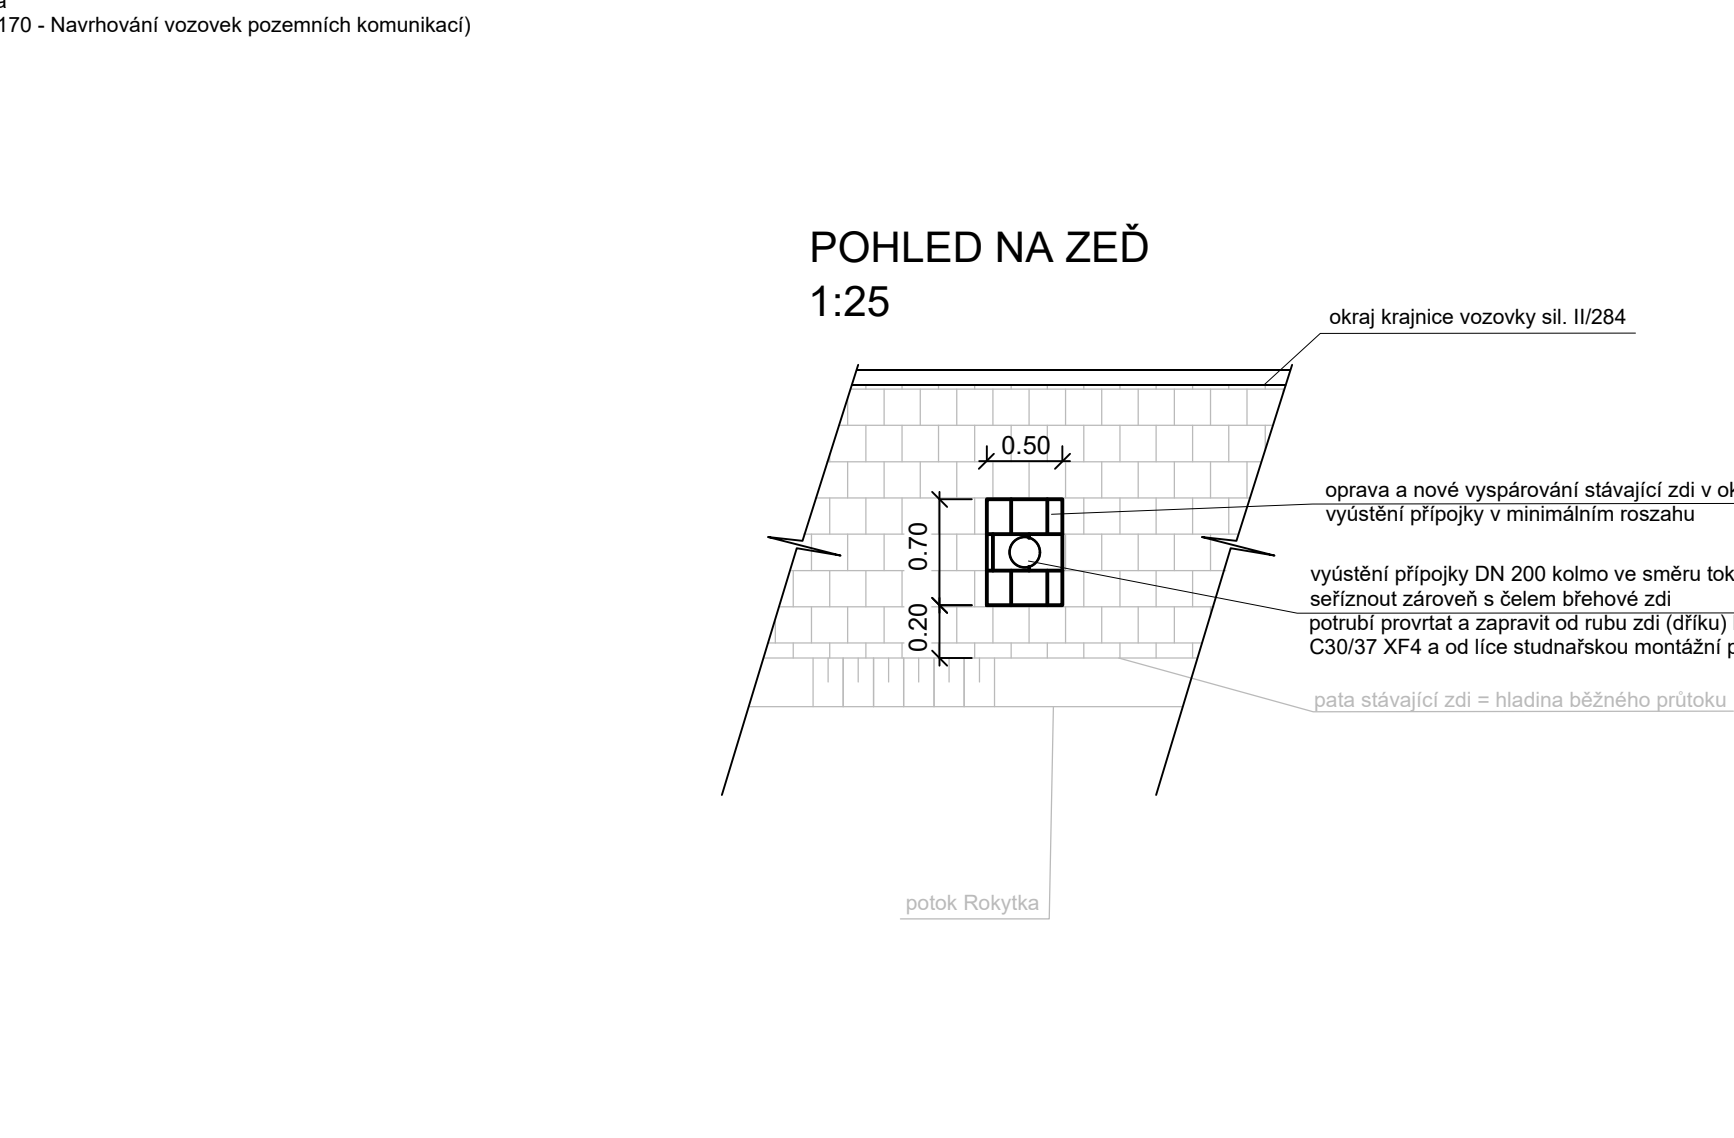 170 - Navrhování vozovek pozemních komunikací)
POHLED NA ZEĎ
1:25
okraj krajnice vozovky sil. II/284
0.50
oprava a nové vyspárování stávající zdi v
vyústění přípojky v minimálním roszahu
0.70
vyústění přípojky DN 200 kolmo ve směru
seříznout zároveň s čelem břehové zdi
0.20
potrubí provrtat a zapravit od rubu zdi (dříku)
C30/37 XF4 a od líce studnařskou montážní
pata stávající zdi = hladina běžného průtoku
potok Rokytka